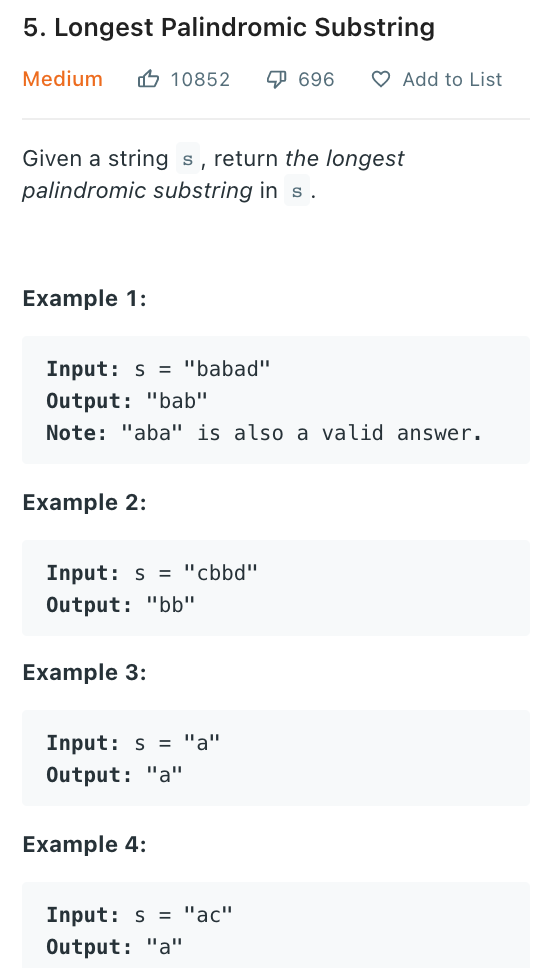 5. Longest Palindromic Substring
Medium 10852 696 Add to List
Given a string s , return the longest
palindromic substring in s .
Example 1:
Input: s = "babad"
Output: "bab"
Note: "aba" is also a valid answer.
Example 2:
Input: s = "cbbd"
Output: "bb"
Example 3:
Input: s = "a"
Output: "a"
Example 4:
Input: s = "ac"
Output: "a"